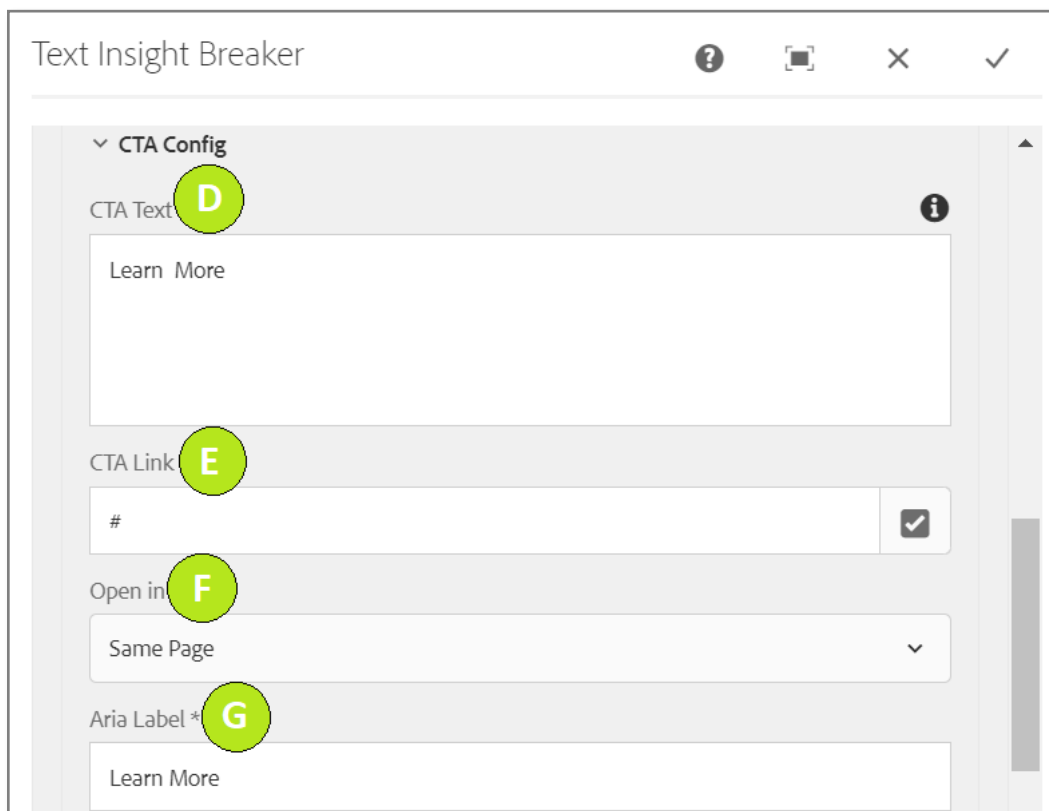 Text Insight Breaker
CTA Config
CTA Text D
Learn  More
CTA Link E
#
Open in F
Same Page
Aria Label * G
Learn More